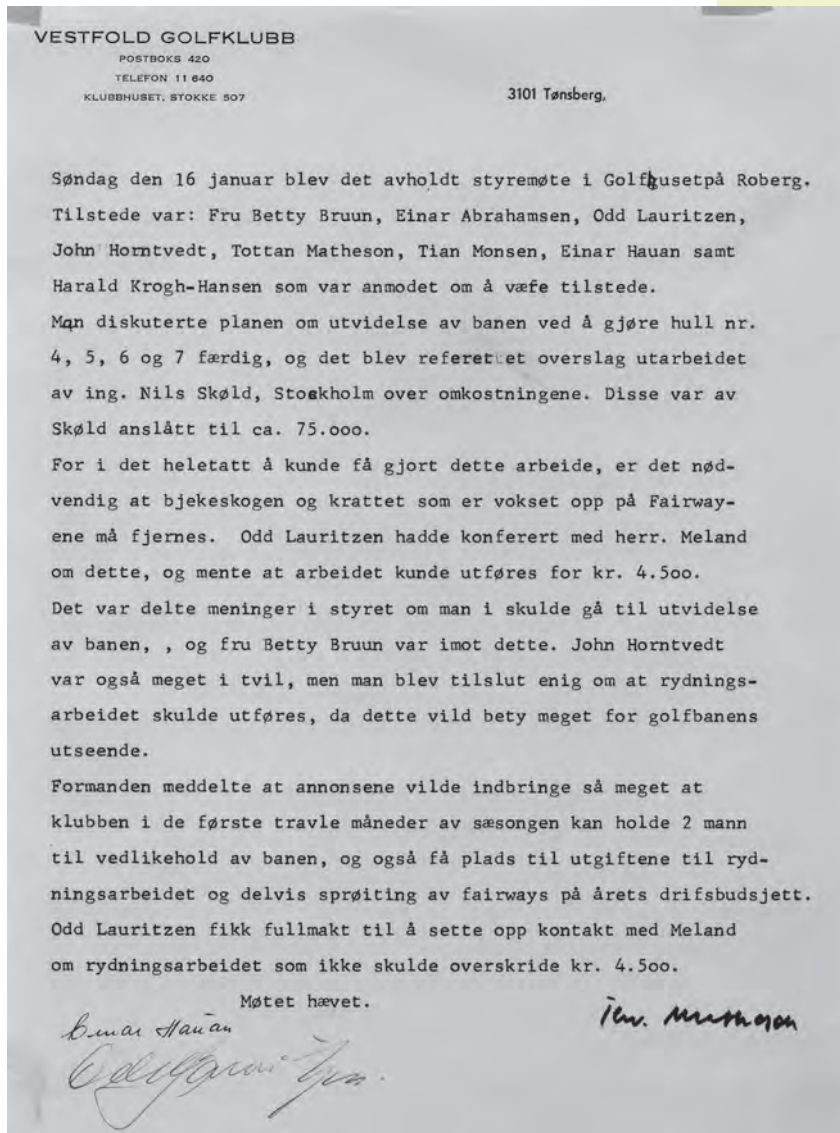 VESTFOLD GOLFKLUBB
POSTBOKS 420
TELEFON 11 640
KLUBBHUSET, STOKKE 507
3101 Tønsberg,
Søndag den 16 januar blev det avholdt styremøte i Golfhusetpå Roberg.
Tilstede var: Fru Betty Bruun, Einar Abrahamsen, Odd Lauritzen,
John Horntvedt, Tottan Matheson, Tian Monsen, Einar Hauan samt
Harald Krogh-Hansen som var anmodet om å væfe tilstede.
Man diskuterte planen om utvidelse av banen ved å gjøre hull nr.
4, 5, 6 og 7 færdig, og det blev referet et overslag utarbeidet
av ing. Nils Skøld, Stockholm over omkostningene. Disse var av
Skøld anslått til ca. 75.ooo.
For i det heletatt å kunde få gjort dette arbeide, er det nød-
vendig at bjekeskogen og krattet som er vokset opp på Fairway-
ene må fjernes. Odd Lauritzen hadde konferert med herr. Meland
om dette, og mente at arbeidet kunde utføres for kr. 4.5oo.
Det var delte meninger i styret om man i skulde gå til utvidelse
av banen, , og fru Betty Bruun var imot dette. John Horntvedt
var også meget i tvil, men man blev tilslut enig om at rydnings-
arbeidet skulde utføres, da dette vild bety meget for golfbanens
utseende.
Formanden meddelte at annonsene vilde indbringe så meget at
klubben i de første travle måneder av sæsongen kan holde 2 mann
til vedlikehold av banen, og også få plads til utgiftene til ryd-
ningsarbeidet og delvis sprøiting av fairways på årets drifsbudsjett.
Odd Lauritzen fikk fullmakt til å sette opp kontakt med Meland
om rydningsarbeidet som ikke skulde overskride kr. 4.5oo.
Møtet hævet.
Einar Hauan